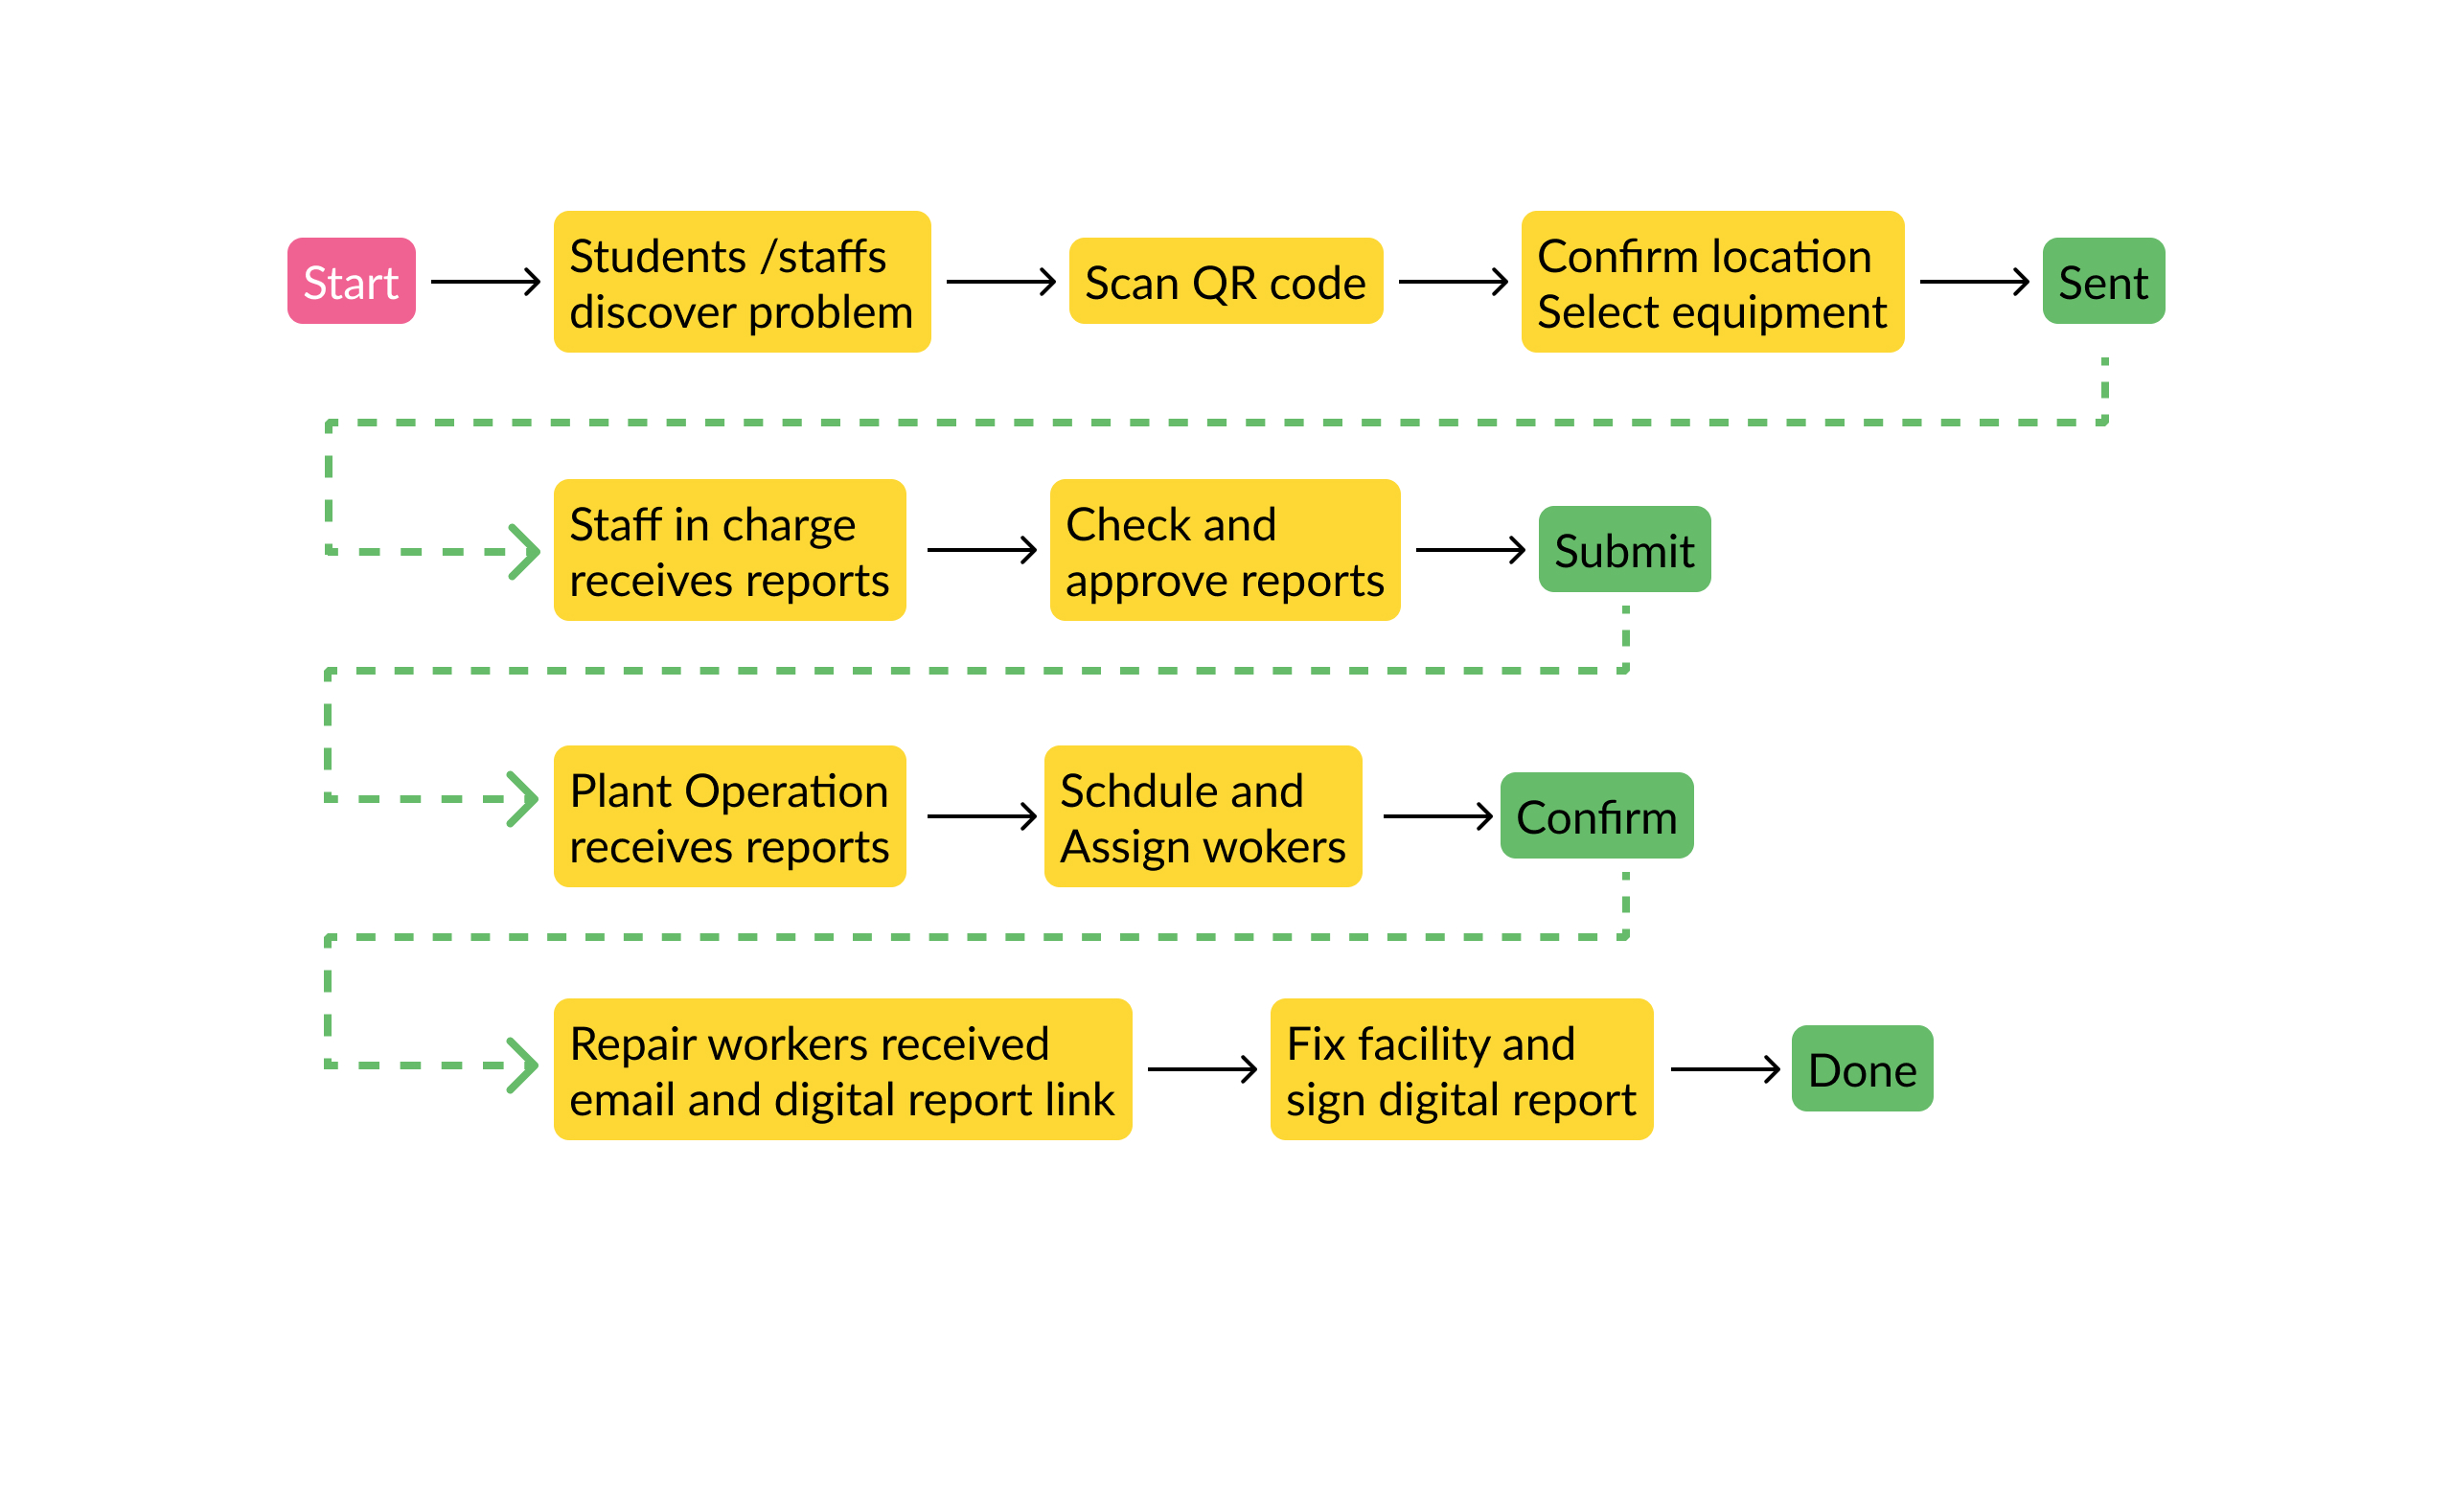 Start
Students /staffs
discover problem
Scan QR code
Confirm location
Select equipment
Sent
Staff in charge
receives reports
Check and
approve reports
Submit
Plant Operation
receives reports
Schdule and
Assign wokers
Confirm
Repair workers received
email and digital report link
Fix facility and
sign digital report
Done